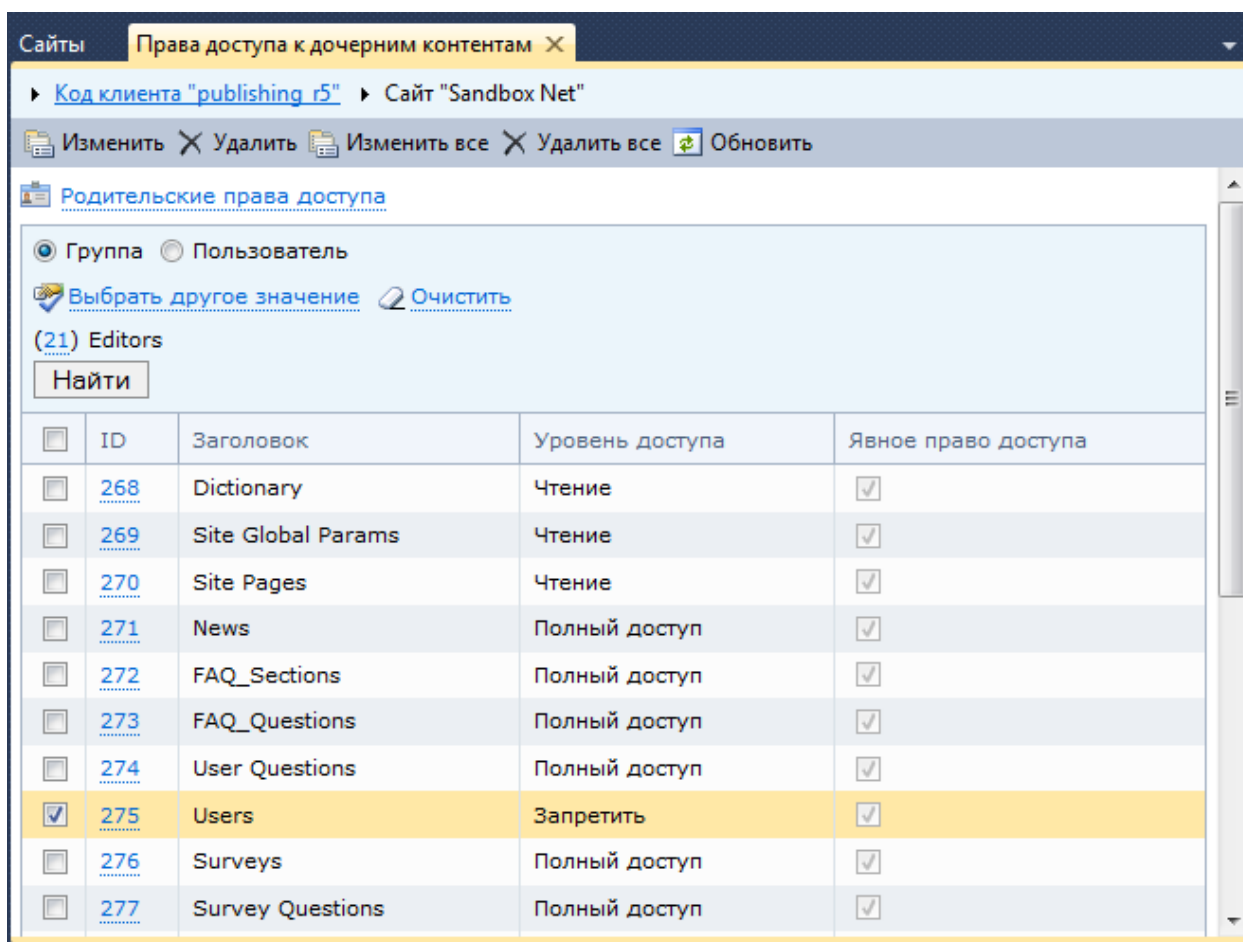 Сайты Права доступа к дочерним контентам
Код клиента "publishing_r5" Сайт "Sandbox Net"
Изменить Удалить Изменить все Удалить все Обновить
Родительские права доступа
Группа Пользователь
Выбрать другое значение Очистить
(21) Editors
Найти
ID Заголовок Уровень доступа Явное право доступа
268 Dictionary Чтение
269 Site Global Params Чтение
270 Site Pages Чтение
271 News Полный доступ
272 FAQ_Sections Полный доступ
273 FAQ_Questions Полный доступ
274 User Questions Полный доступ
275 Users Запретить
276 Surveys Полный доступ
277 Survey Questions Полный доступ